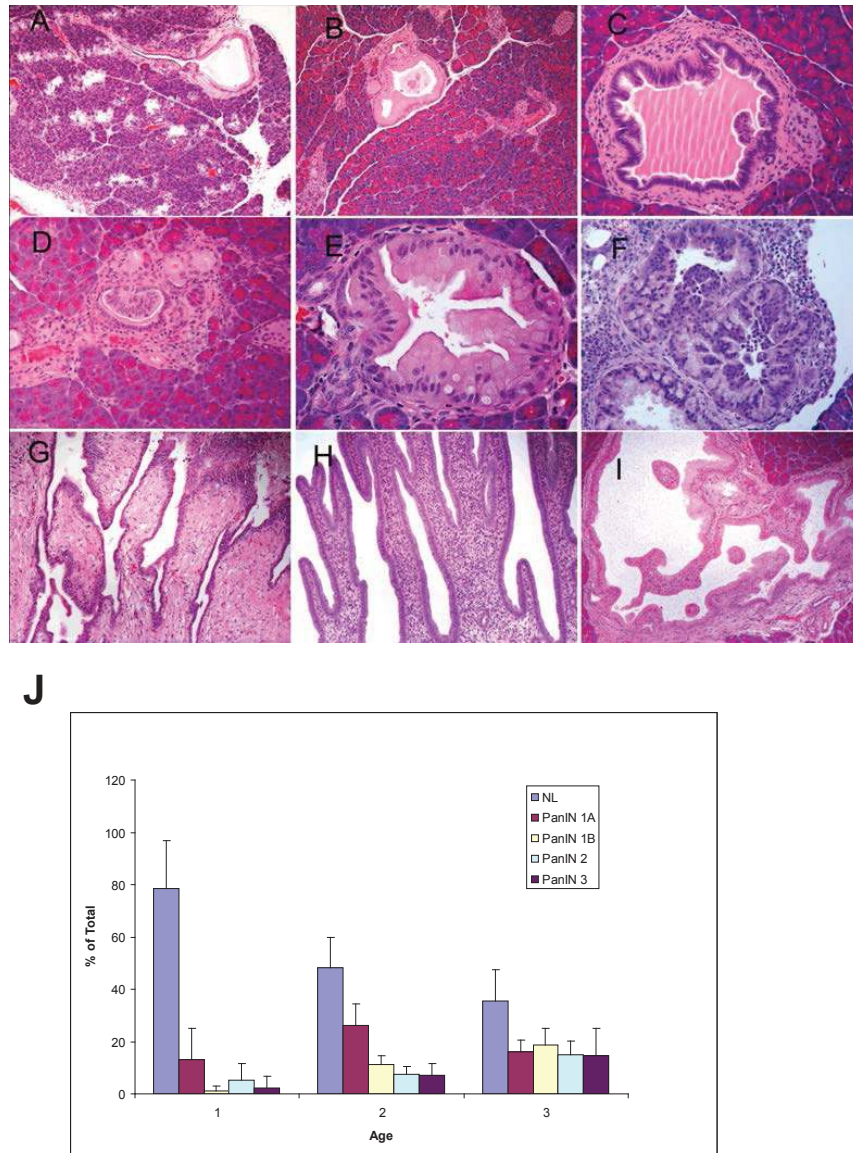 A
B
C
D
E
F
G
H
I
J
120
100
80
60
40
20
0
% of Total
NL
PanIN 1A
PanIN 1B
PanIN 2
PanIN 3
1
2
3
Age